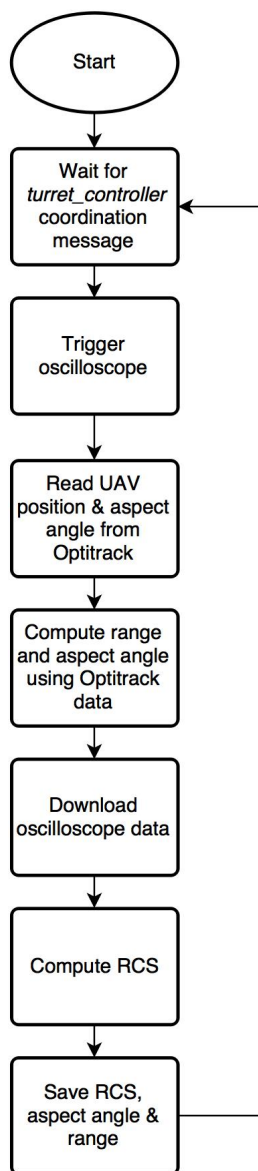 Start
Wait for
turret_controller
coordination
message
Trigger
oscilloscope
Read UAV
position & aspect
angle from
Optitrack
Compute range
and aspect angle
using Optitrack
data
Download
oscilloscope data
Compute RCS
Save RCS,
aspect angle &
range